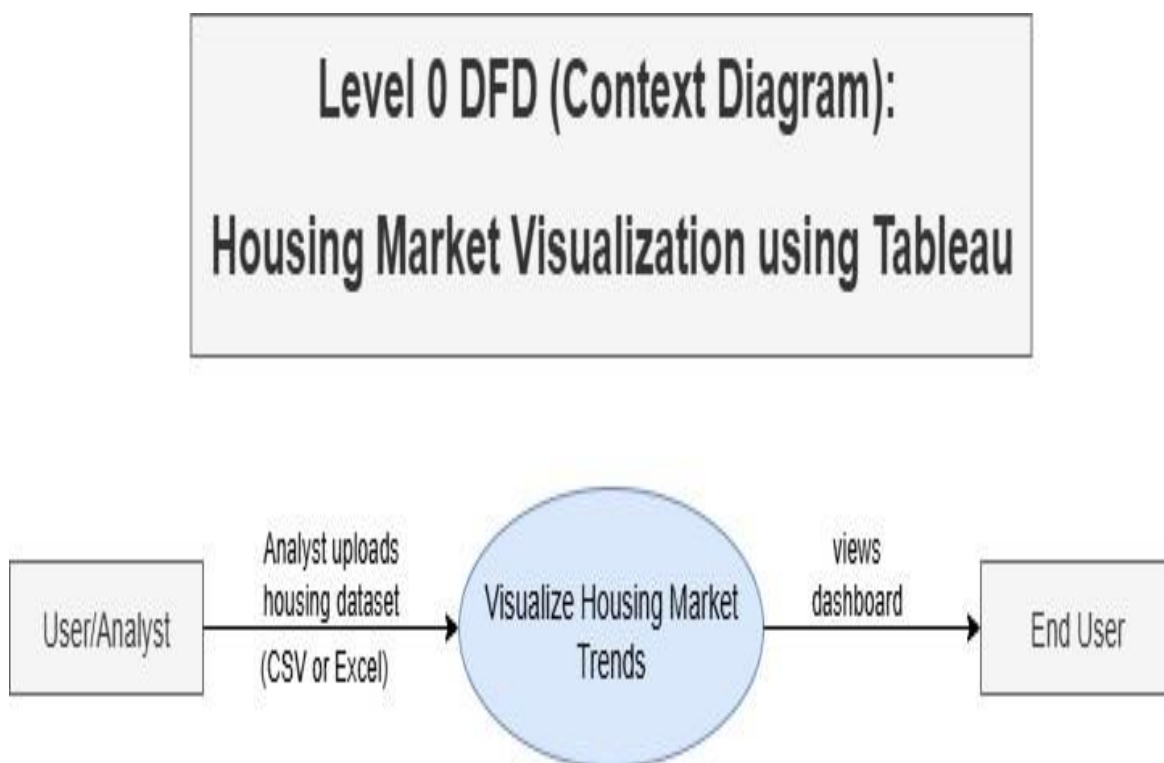 Level 0 DFD (Context Diagram):
Housing Market Visualization using Tableau
Analyst uploads
housing dataset
(CSV or Excel)
User/Analyst
Visualize Housing Market
Trends
views
dashboard
End User